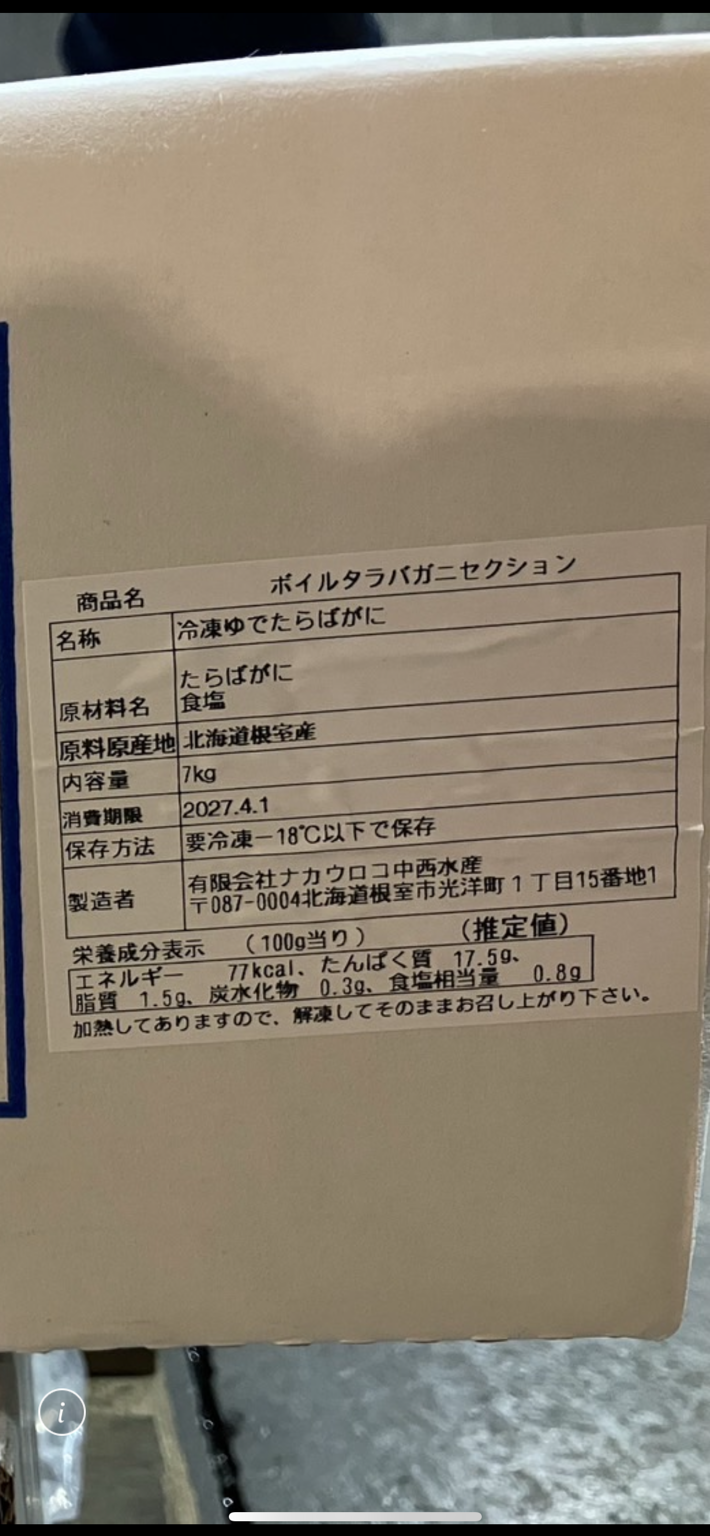 商品名 ボイルタラバガニセクション
名称 冷凍ゆでたらばがに
たらばがに
原材料名 食塩
原料原産地 北海道根室産
内容量 7kg
消費期限 2027.4.1
保存方法 要冷凍－18℃以下で保存
製造者 有限会社ナカウロコ中西水産
〒087-0004北海道根室市光洋町1丁目15番地1
栄養成分表示 (100g当り) (推定値)
エネルギー 77kcal、たんぱく質 17.5g、
脂質 1.5g、炭水化物 0.3g、食塩相当量 0.8g
加熱してありますので、解凍してそのままお召し上がり下さい。
i